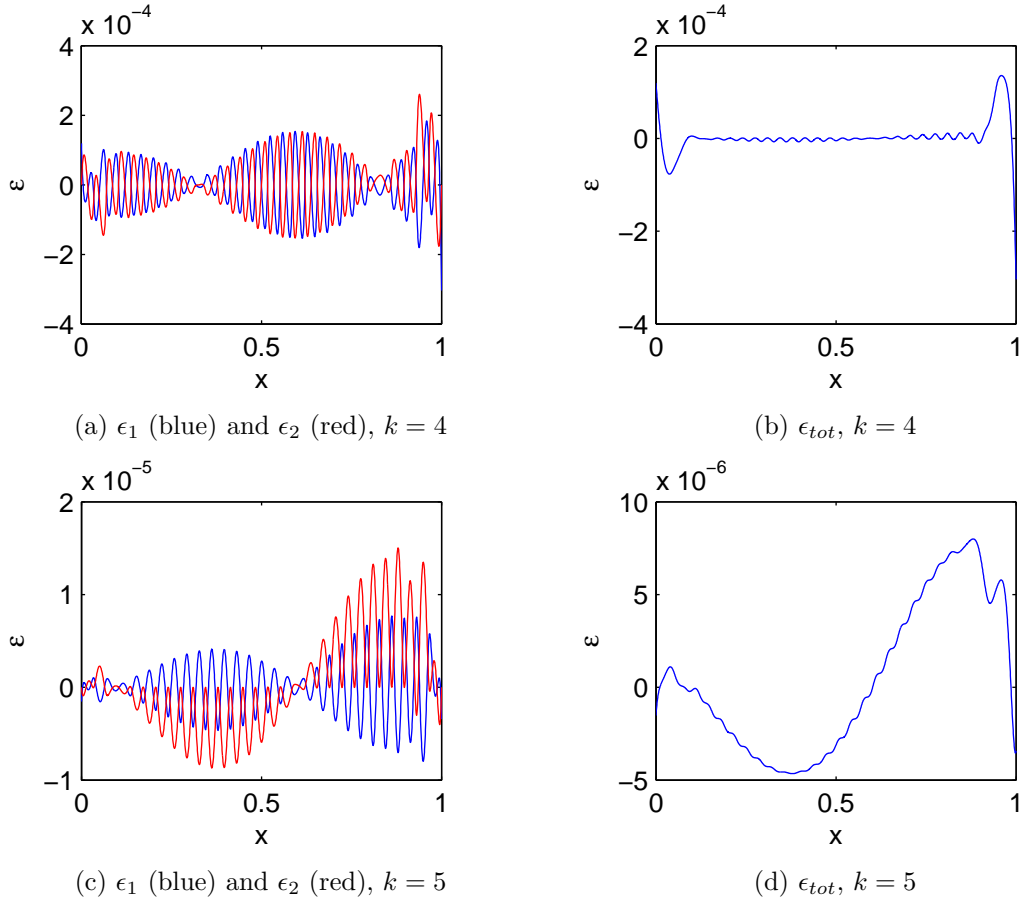 x 10⁻⁴
4
2
0
−2
−4
0
0.5
1
ε
x
(a) ϵ₁ (blue) and ϵ₂ (red), k = 4
x 10⁻⁴
2
0
−2
−4
0
0.5
1
ε
x
(b) ϵₜₒₜ, k = 4
x 10⁻⁵
2
1
0
−1
0
0.5
1
ε
x
(c) ϵ₁ (blue) and ϵ₂ (red), k = 5
x 10⁻⁶
10
5
0
−5
0
0.5
1
ε
x
(d) ϵₜₒₜ, k = 5